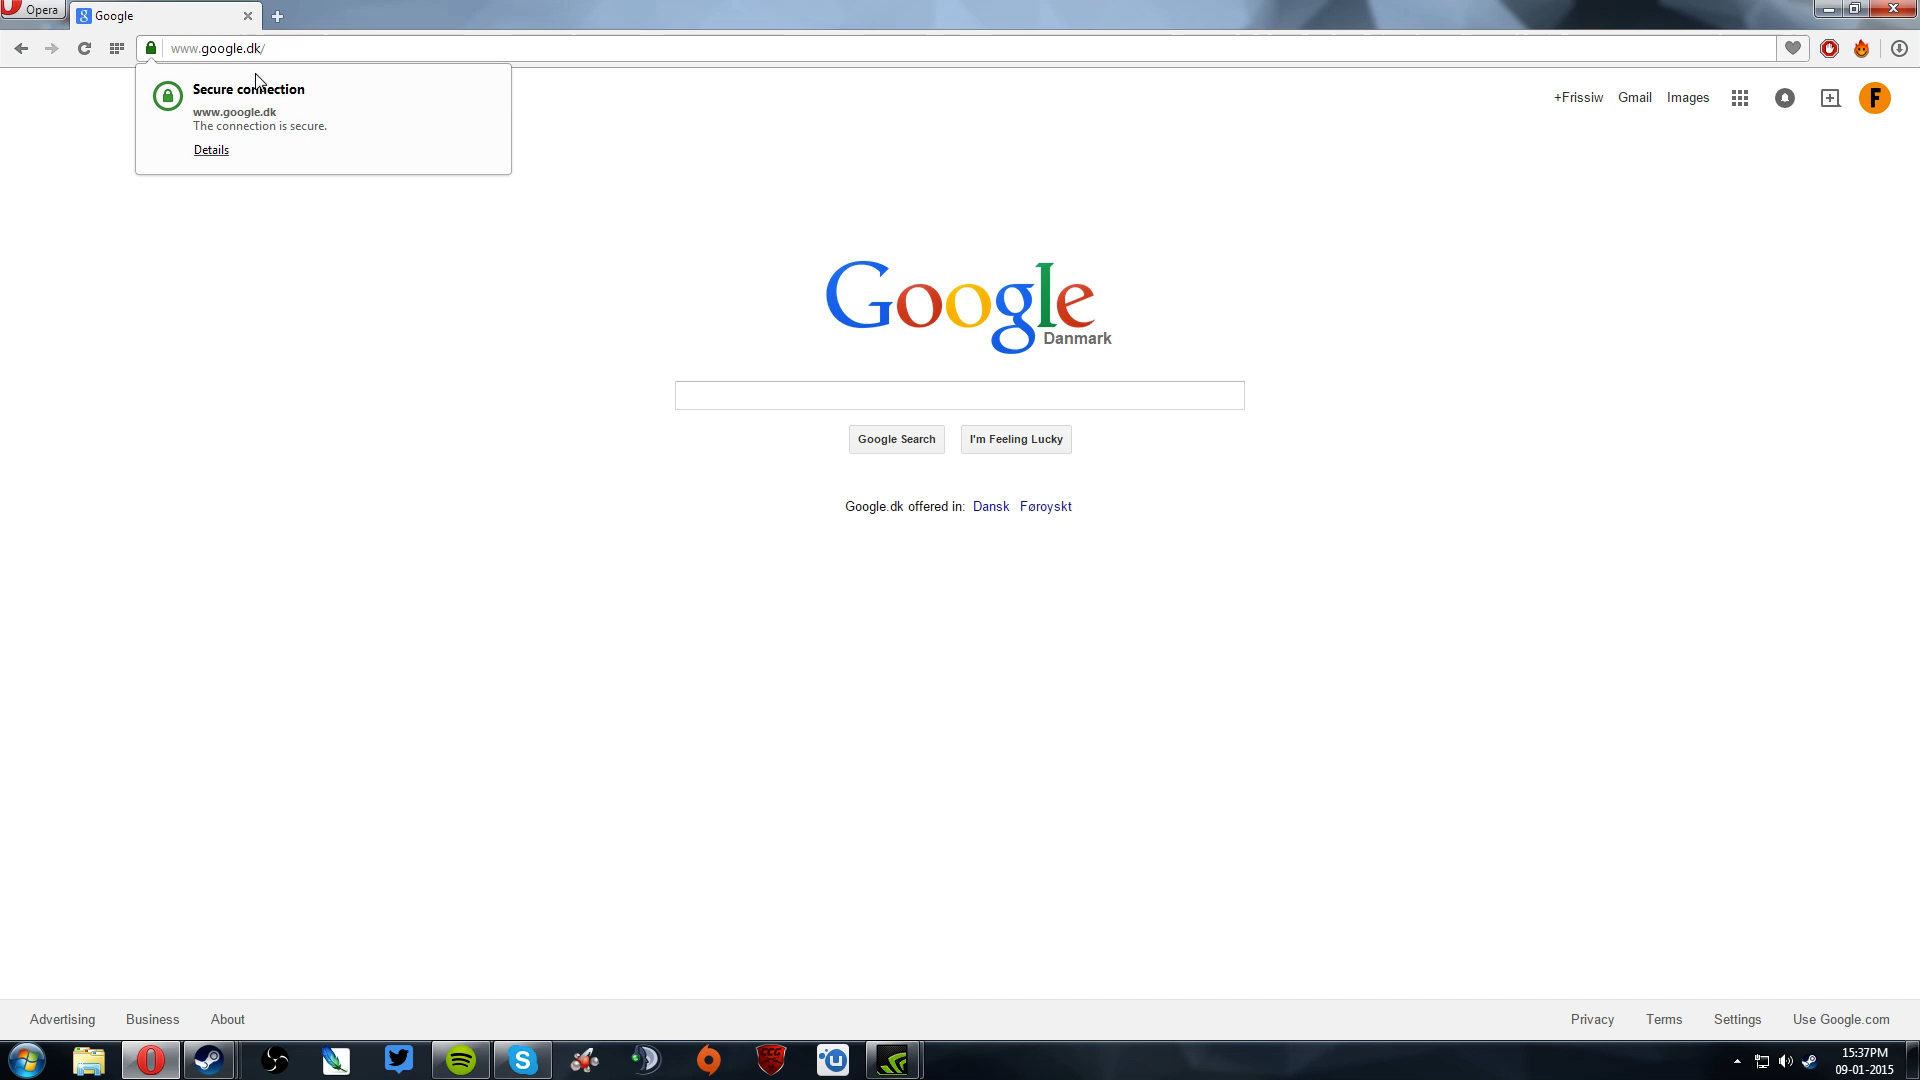 Opera
Google
www.google.dk/
Secure connection
www.google.dk
The connection is secure.
Details
+Frissiw Gmail Images
F
Google
Danmark
Google Search I'm Feeling Lucky
Google.dk offered in: Dansk Føroyskt
Advertising Business About
Privacy Terms Settings Use Google.com
CCG
15:37PM
09-01-2015